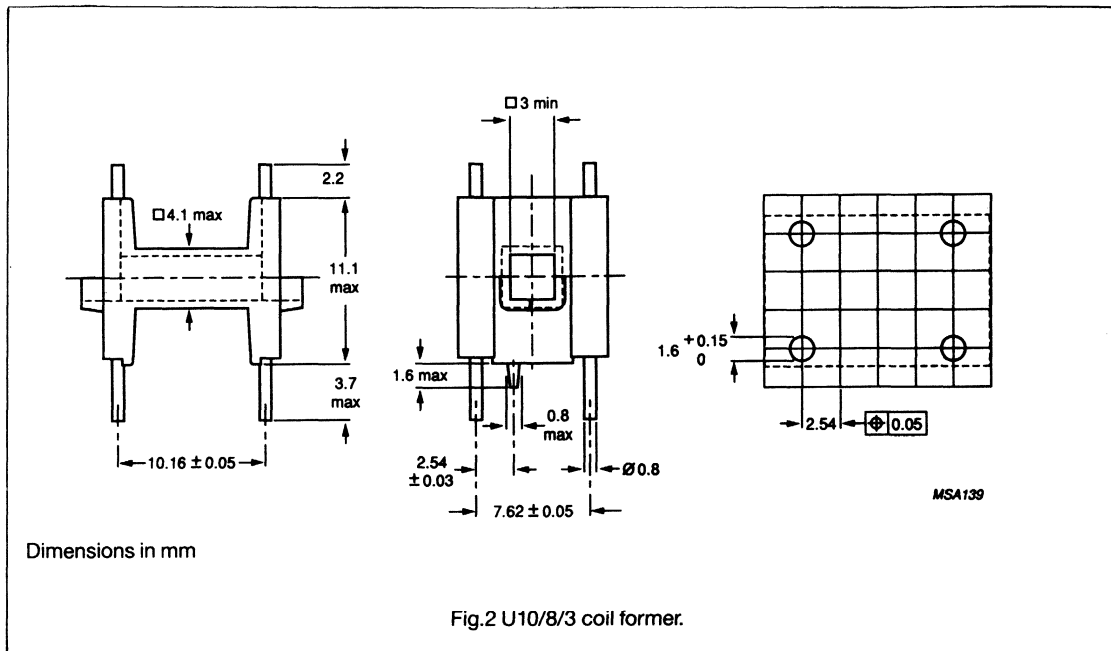 □ 3 min
2.2
□ 4.1 max
11.1
max
3.7
max
10.16 ± 0.05
1.6 max
0.8
max
2.54
± 0.03
Ø 0.8
7.62 ± 0.05
1.6 + 0.15
0
2.54 ⌖ 0.05
MSA139
Dimensions in mm
Fig.2 U10/8/3 coil former.